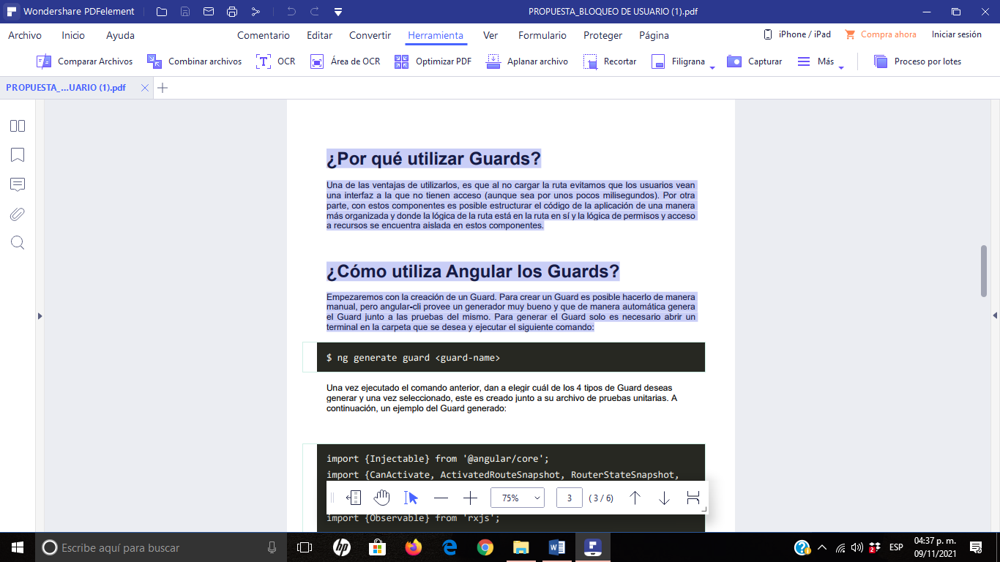 Wondershare PDFelement
PROPUESTA_BLOQUEO DE USUARIO (1).pdf
Archivo Inicio Ayuda Comentario Editar Convertir Herramienta Ver Formulario Proteger Página iPhone / iPad Compra ahora Iniciar sesión
Comparar Archivos Combinar archivos OCR Área de OCR Optimizar PDF Aplanar archivo Recortar Filigrana Capturar Más Proceso por lotes
PROPUESTA_...UARIO (1).pdf
¿Por qué utilizar Guards?
Una de las ventajas de utilizarlos, es que al no cargar la ruta evitamos que los usuarios vean
una interfaz a la que no tienen acceso (aunque sea por unos pocos milisegundos). Por otra
parte, con estos componentes es posible estructurar el código de la aplicación de una manera
más organizada y donde la lógica de la ruta está en la ruta en sí y la lógica de permisos y acceso
a recursos se encuentra aislada en estos componentes.
¿Cómo utiliza Angular los Guards?
Empezaremos con la creación de un Guard. Para crear un Guard es posible hacerlo de manera
manual, pero angular-cli provee un generador muy bueno y que de manera automática genera
el Guard junto a las pruebas del mismo. Para generar el Guard solo es necesario abrir un
terminal en la carpeta que se desea y ejecutar el siguiente comando:
$ ng generate guard <guard-name>
Una vez ejecutado el comando anterior, dan a elegir cuál de los 4 tipos de Guard deseas
generar y una vez seleccionado, este es creado junto a su archivo de pruebas unitarias. A
continuación, un ejemplo del Guard generado:
import {Injectable} from '@angular/core';
import {CanActivate, ActivatedRouteSnapshot, RouterStateSnapshot,
75% 3 ( 3 / 6 )
import {Observable} from 'rxjs';
Escribe aquí para buscar
hp
W
2
ESP
04:37 p. m.
09/11/2021